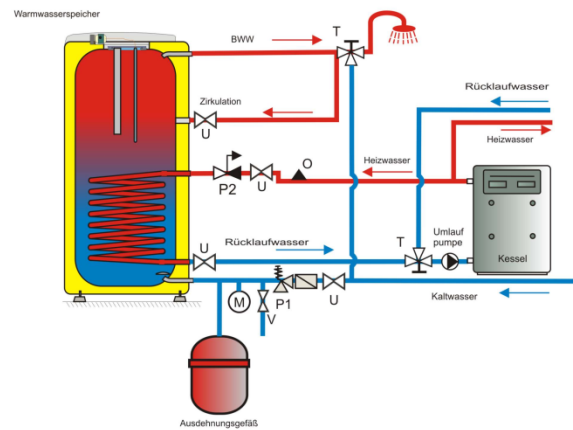 Warmwasserspeicher
BWW
T
Rücklaufwasser
Zirkulation
U
Heizwasser
O
Heizwasser
P2
U
U
Rücklaufwasser
T
Umlauf
pumpe
Kessel
M
V
P1
U
Kaltwasser
Ausdehnungsgefäß